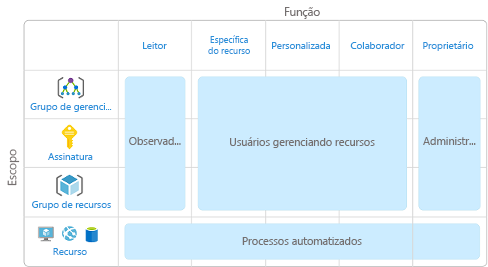 Função
Leitor
Específica
do recurso
Personalizada
Colaborador
Proprietário
Escopo
Grupo de gerenci...
Assinatura
Grupo de recursos
Recurso
Observad...
Usuários gerenciando recursos
Administr...
Processos automatizados